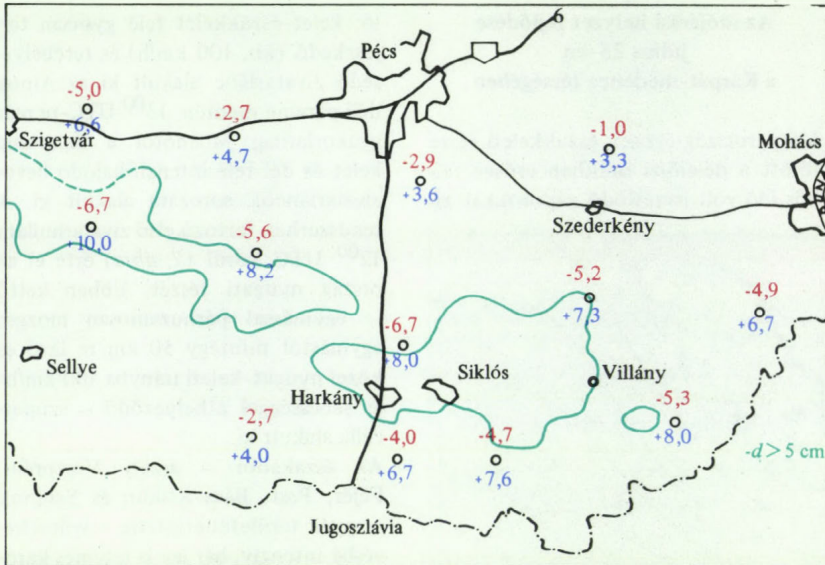 6
Pécs
-5,0
+6,6
Szigetvár
-2,7
+4,7
-2,9
+3,6
-1,0
+3,3
Mohács
Szederkény
-6,7
+10,0
-5,6
+8,2
-5,2
+7,3
-4,9
+6,7
-6,7
+8,0
Sellye
Harkány
Siklós
Villány
-5,3
+8,0
-2,7
+4,0
-4,0
+6,7
-4,7
+7,6
-d > 5 cm
Jugoszlávia